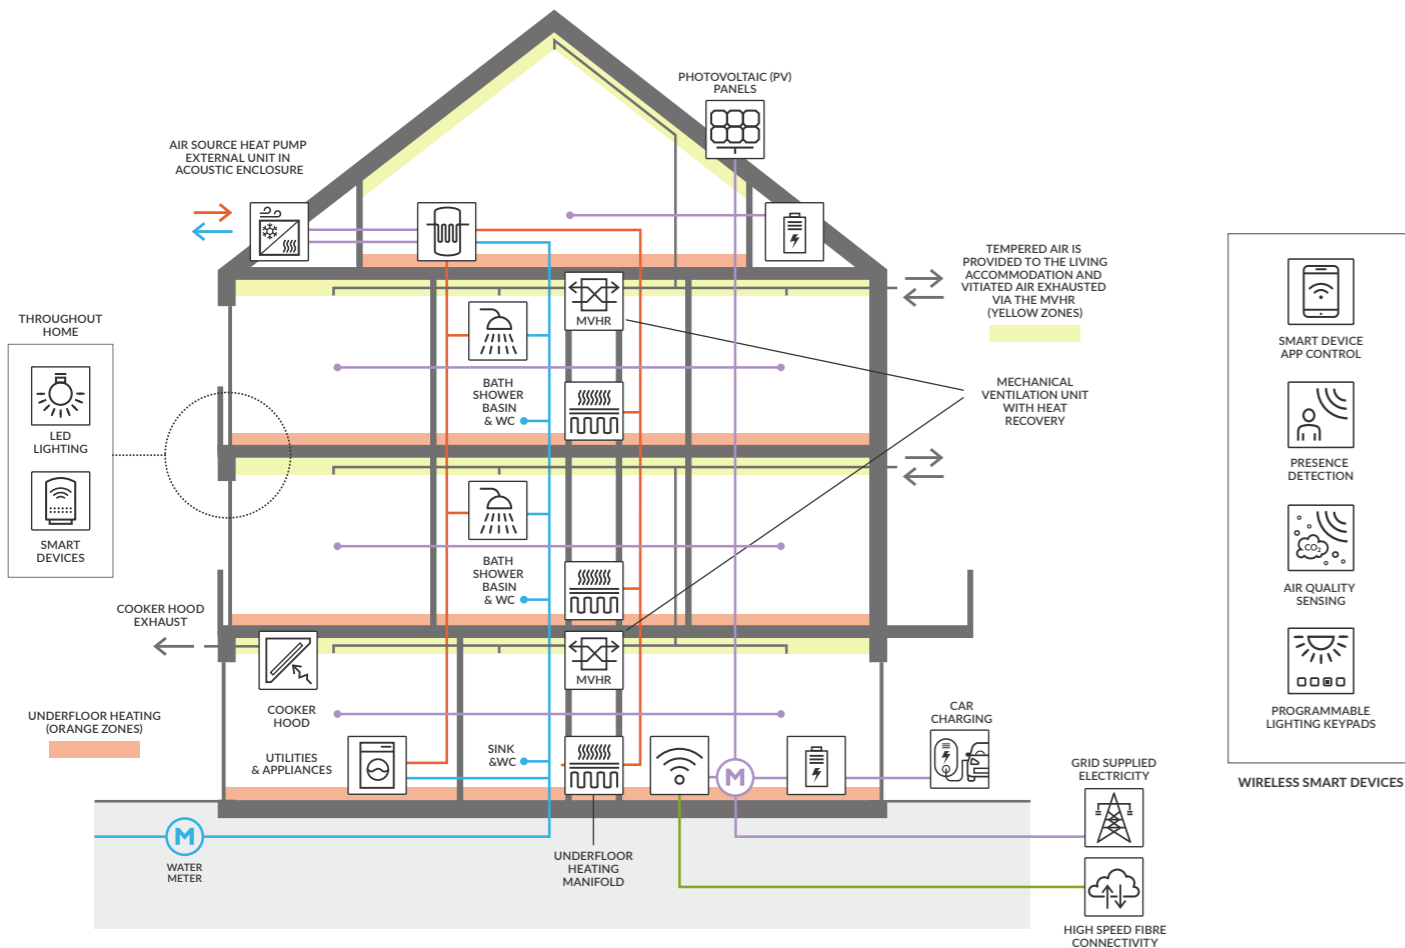 PHOTOVOLTAIC (PV)
PANELS
AIR SOURCE HEAT PUMP
EXTERNAL UNIT IN
ACOUSTIC ENCLOSURE
TEMPERED AIR IS
PROVIDED TO THE LIVING
ACCOMMODATION AND
VITIATED AIR EXHAUSTED
VIA THE MVHR
(YELLOW ZONES)
THROUGHOUT
HOME
LED
LIGHTING
SMART
DEVICES
MVHR
BATH
SHOWER
BASIN
& WC
MECHANICAL
VENTILATION UNIT
WITH HEAT
RECOVERY
BATH
SHOWER
BASIN
& WC
COOKER HOOD
EXHAUST
MVHR
COOKER
HOOD
UNDERFLOOR HEATING
(ORANGE ZONES)
UTILITIES
& APPLIANCES
SINK
&WC
CAR
CHARGING
M
GRID SUPPLIED
ELECTRICITY
M
WATER
METER
UNDERFLOOR
HEATING
MANIFOLD
HIGH SPEED FIBRE
CONNECTIVITY
SMART DEVICE
APP CONTROL
PRESENCE
DETECTION
CO₂
AIR QUALITY
SENSING
PROGRAMMABLE
LIGHTING KEYPADS
WIRELESS SMART DEVICES